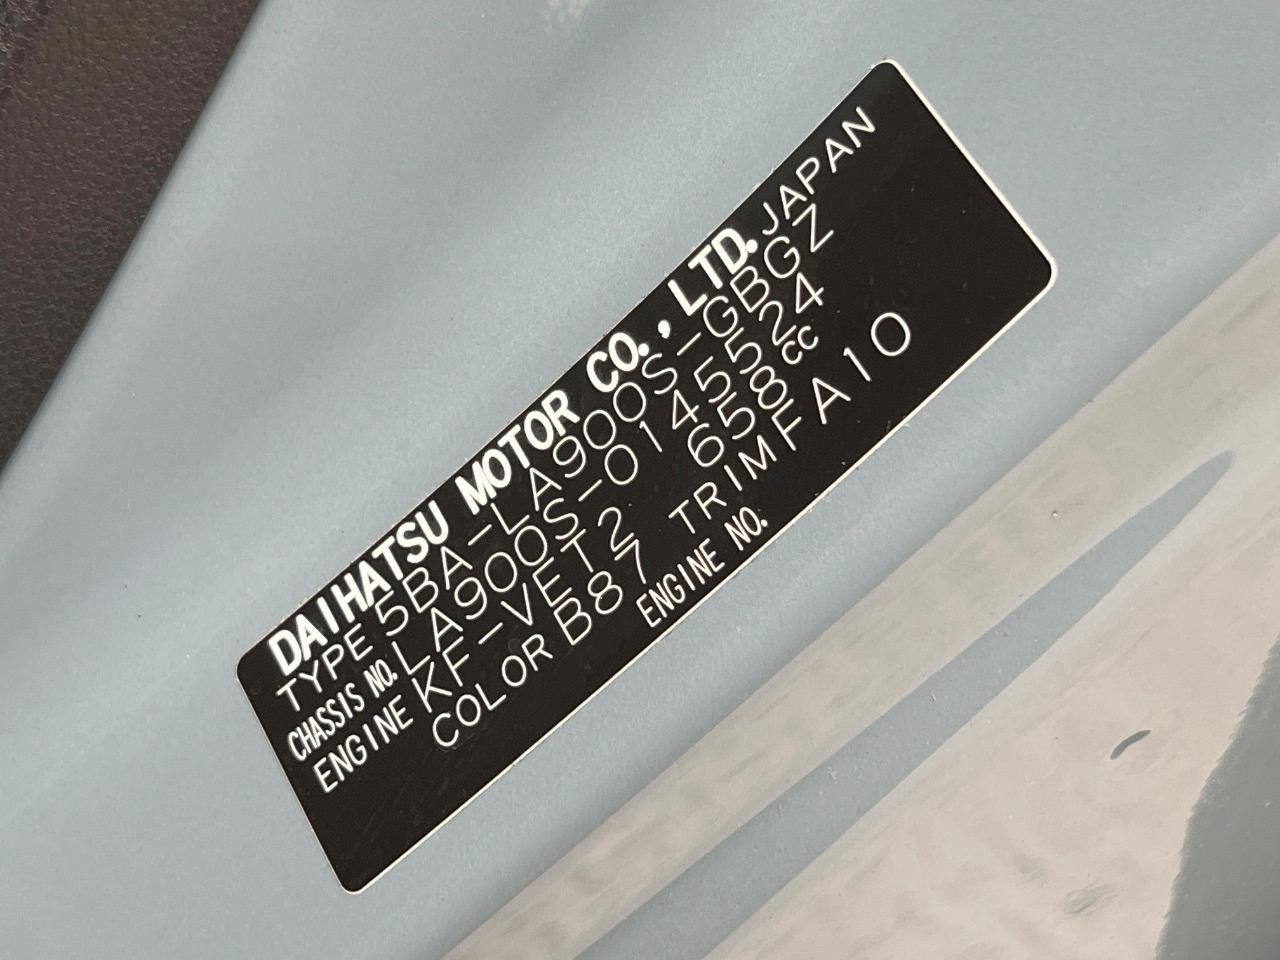 DAIHATSU MOTOR CO., LTD. JAPAN
TYPE 5BA-LA900S-GBGZ
CHASSIS NO. LA900S-0145524
ENGINE KF-VET2 658cc
COLOR B87 TRIM FA10
ENGINE NO.